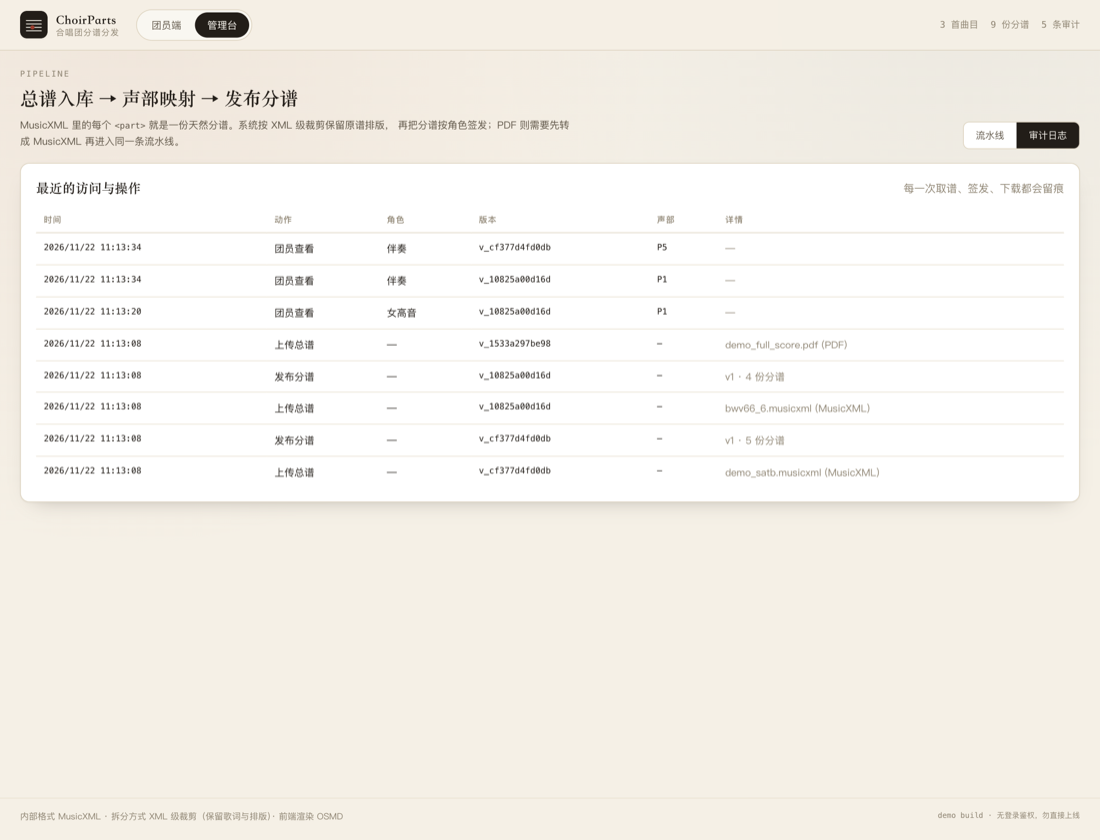 ChoirParts
合唱团分谱分发
团员端 管理台
3 首曲目 9 份分谱 5 条审计
PIPELINE
总谱入库 → 声部映射 → 发布分谱
MusicXML 里的每个 <part> 就是一份天然分谱。系统按 XML 级裁剪保留原谱排版， 再把分谱按角色签发；PDF 则需要先转
成 MusicXML 再进入同一条流水线。
流水线 审计日志
最近的访问与操作
每一次取谱、签发、下载都会留痕
时间 动作 角色 版本 声部 详情
2026/11/22 11:13:34 团员查看 伴奏 v_cf377d4fd0db P5 —
2026/11/22 11:13:34 团员查看 伴奏 v_10825a00d16d P1 —
2026/11/22 11:13:20 团员查看 女高音 v_10825a00d16d P1 —
2026/11/22 11:13:08 上传总谱 — v_1533a297be98 — demo_full_score.pdf (PDF)
2026/11/22 11:13:08 发布分谱 — v_10825a00d16d — v1 · 4 份分谱
2026/11/22 11:13:08 上传总谱 — v_10825a00d16d — bwv66_6.musicxml (MusicXML)
2026/11/22 11:13:08 发布分谱 — v_cf377d4fd0db — v1 · 5 份分谱
2026/11/22 11:13:08 上传总谱 — v_cf377d4fd0db — demo_satb.musicxml (MusicXML)
内部格式 MusicXML · 拆分方式 XML 级裁剪（保留歌词与排版）· 前端渲染 OSMD
demo build · 无登录鉴权，勿直接上线